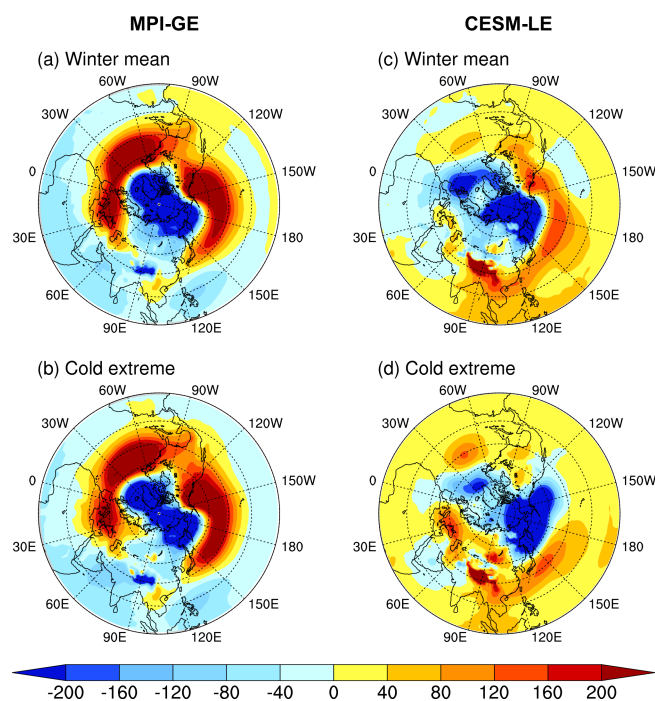 MPI-GE CESM-LE
(a) Winter mean (c) Winter mean
60W 90W 60W 90W
30W 120W 30W 120W
0 150W 0 150W
30E 180 30E 180
60E 150E 60E 150E
90E 120E 90E 120E
(b) Cold extreme (d) Cold extreme
60W 90W 60W 90W
30W 120W 30W 120W
0 150W 0 150W
30E 180 30E 180
60E 150E 60E 150E
90E 120E 90E 120E
-200 -160 -120 -80 -40 0 40 80 120 160 200